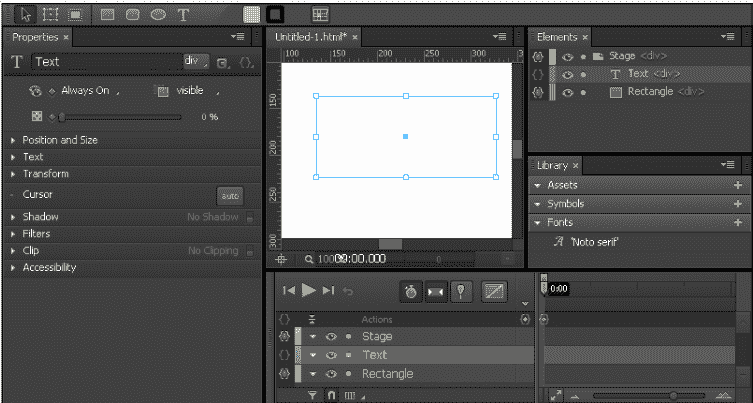 T
Properties ×
Untitled-1.html* ×
Elements ×
T Text div
Always On
visible
0 %
Position and Size
Text
Transform
Cursor auto
Shadow No Shadow
Filters
Clip No Clipping
Accessibility
100 150 200 250 300 35
150
200
250
300
00:00.000
0
Stage <div>
T Text <div>
Rectangle <div>
Library ×
Assets +
Symbols +
Fonts +
'Noto serif'
0:00
Actions
Stage
Text
Rectangle